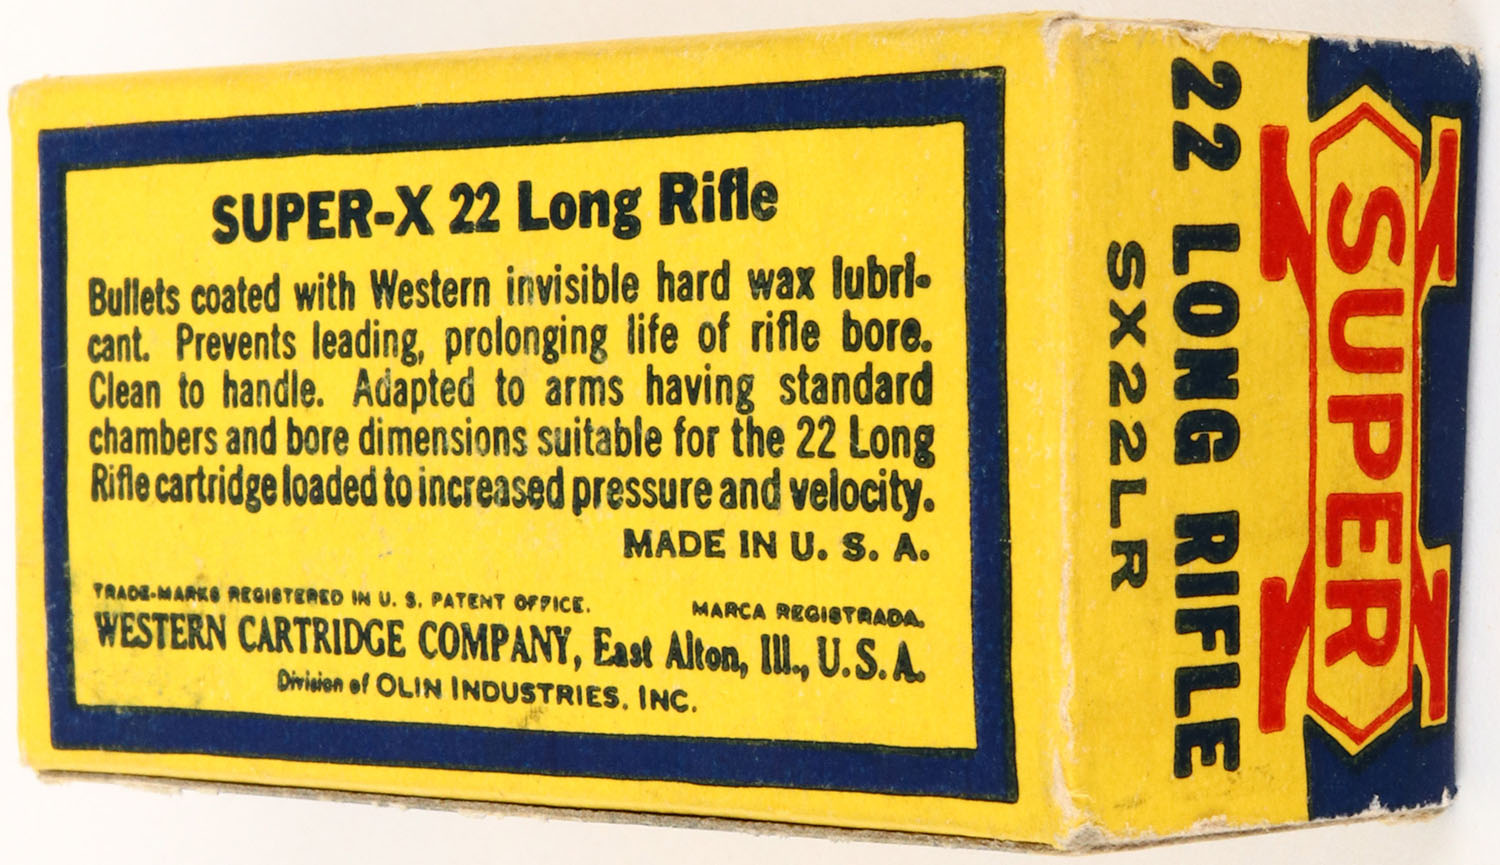 SUPER-X 22 Long Rifle
Bullets coated with Western invisible hard wax lubri-
cant. Prevents leading, prolonging life of rifle bore.
Clean to handle. Adapted to arms having standard
chambers and bore dimensions suitable for the 22 Long
Rifle cartridge loaded to increased pressure and velocity.
MADE IN U. S. A.
TRADE-MARKS REGISTERED IN U. S. PATENT OFFICE. MARCA REGISTRADA.
WESTERN CARTRIDGE COMPANY, East Alton, Ill., U.S.A.
Division of OLIN INDUSTRIES, INC.
SUPER X
22 LONG RIFLE
SX22LR